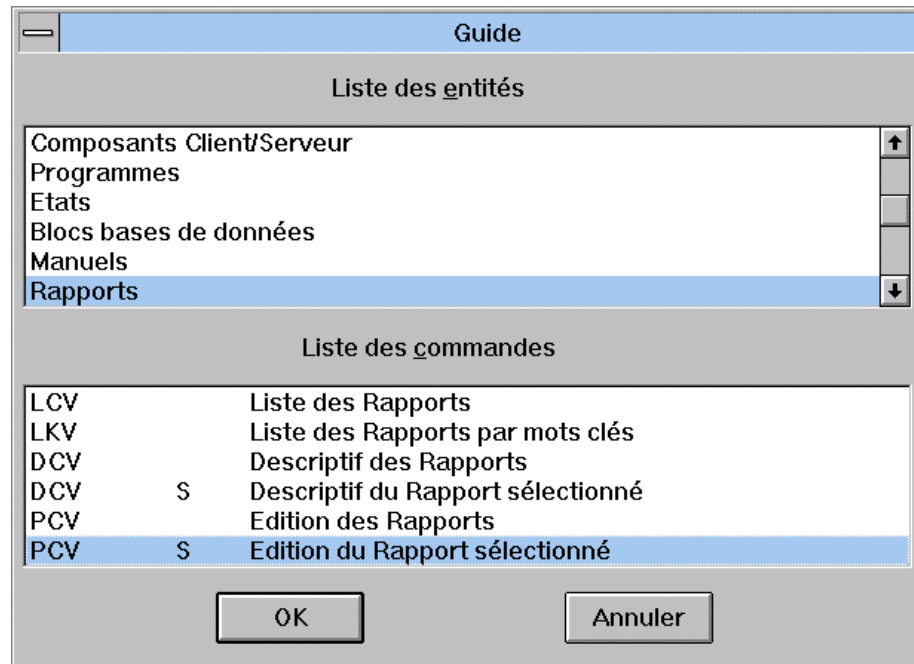 Guide
Liste des entités
Composants Client/Serveur
Programmes
Etats
Blocs bases de données
Manuels
Rapports
Liste des commandes
LCV Liste des Rapports
LKV Liste des Rapports par mots clés
DCV Descriptif des Rapports
DCV S Descriptif du Rapport sélectionné
PCV Edition des Rapports
PCV S Edition du Rapport sélectionné
OK Annuler